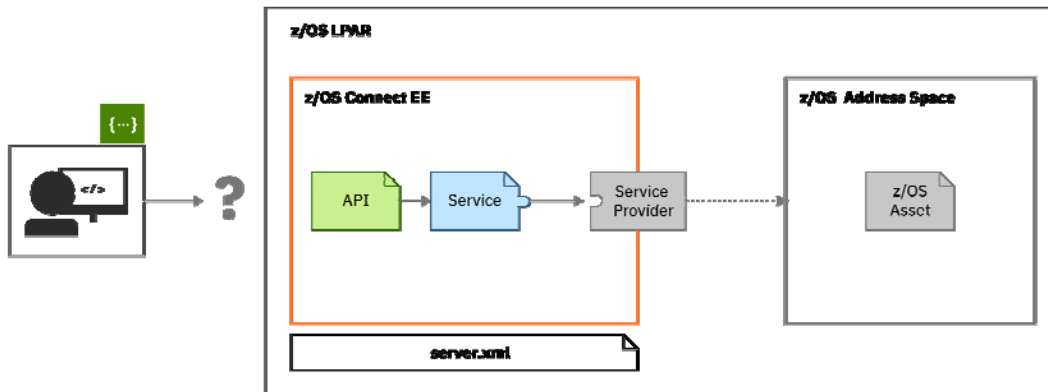 z/OS LPAR
z/OS Connect EE
z/OS Address Space
{...}
</>
?
API
Service
Service
Provider
z/OS
Asset
server.xml